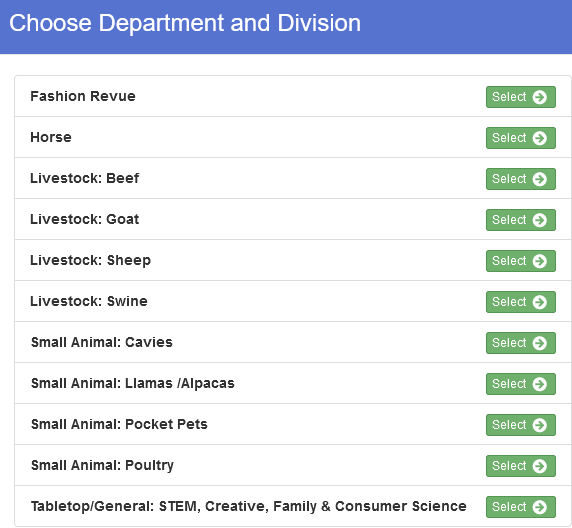 Choose Department and Division
Fashion Revue Select
Horse Select
Livestock: Beef Select
Livestock: Goat Select
Livestock: Sheep Select
Livestock: Swine Select
Small Animal: Cavies Select
Small Animal: Llamas /Alpacas Select
Small Animal: Pocket Pets Select
Small Animal: Poultry Select
Tabletop/General: STEM, Creative, Family & Consumer Science Select